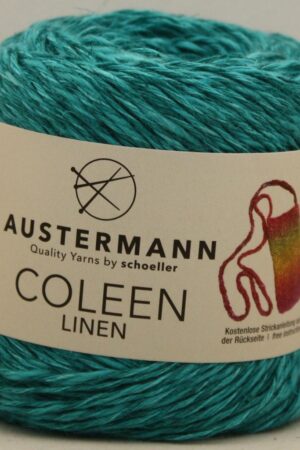 AUSTERMANN
Quality Yarns by schoeller
COLEEN
LINEN
Kostenlose Strickanleitung
der Rückseite | free